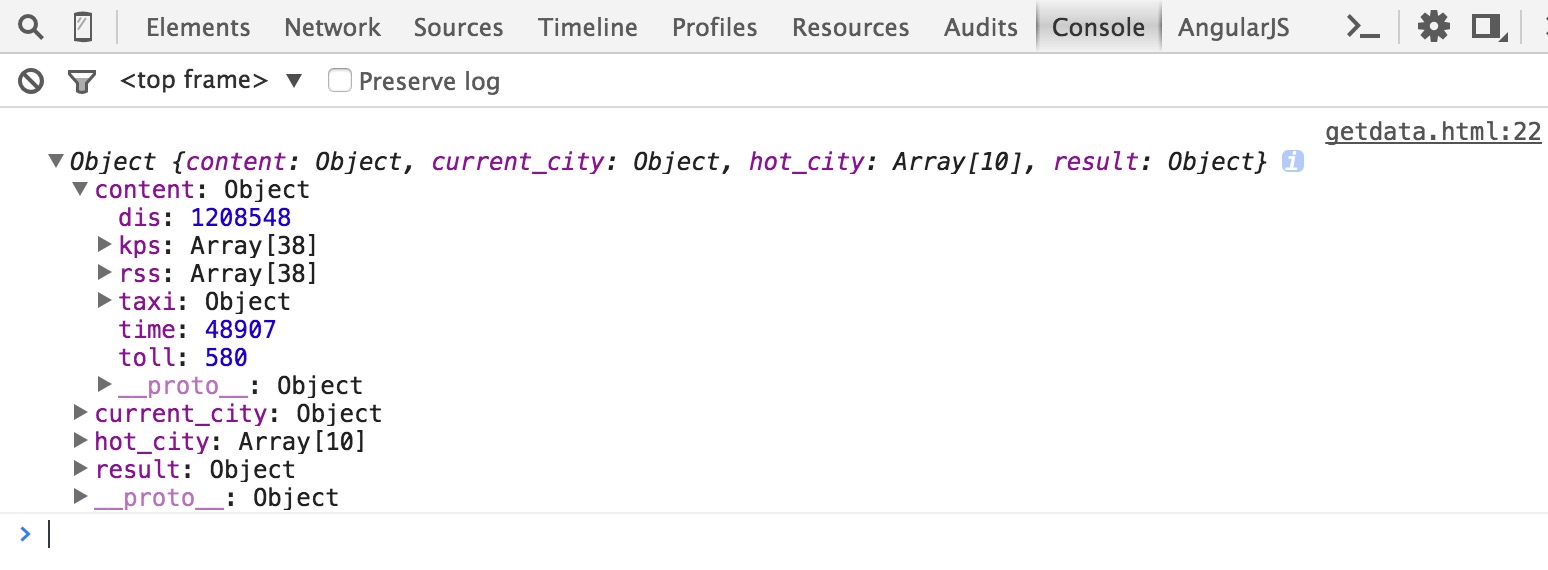 Elements Network Sources Timeline Profiles Resources Audits Console AngularJS
<top frame> ▼ Preserve log
getdata.html:22
▼Object {content: Object, current_city: Object, hot_city: Array[10], result: Object} i
▼content: Object
dis: 1208548
▶kps: Array[38]
▶rss: Array[38]
▶taxi: Object
time: 48907
toll: 580
▶__proto__: Object
▶current_city: Object
▶hot_city: Array[10]
▶result: Object
▶__proto__: Object
>